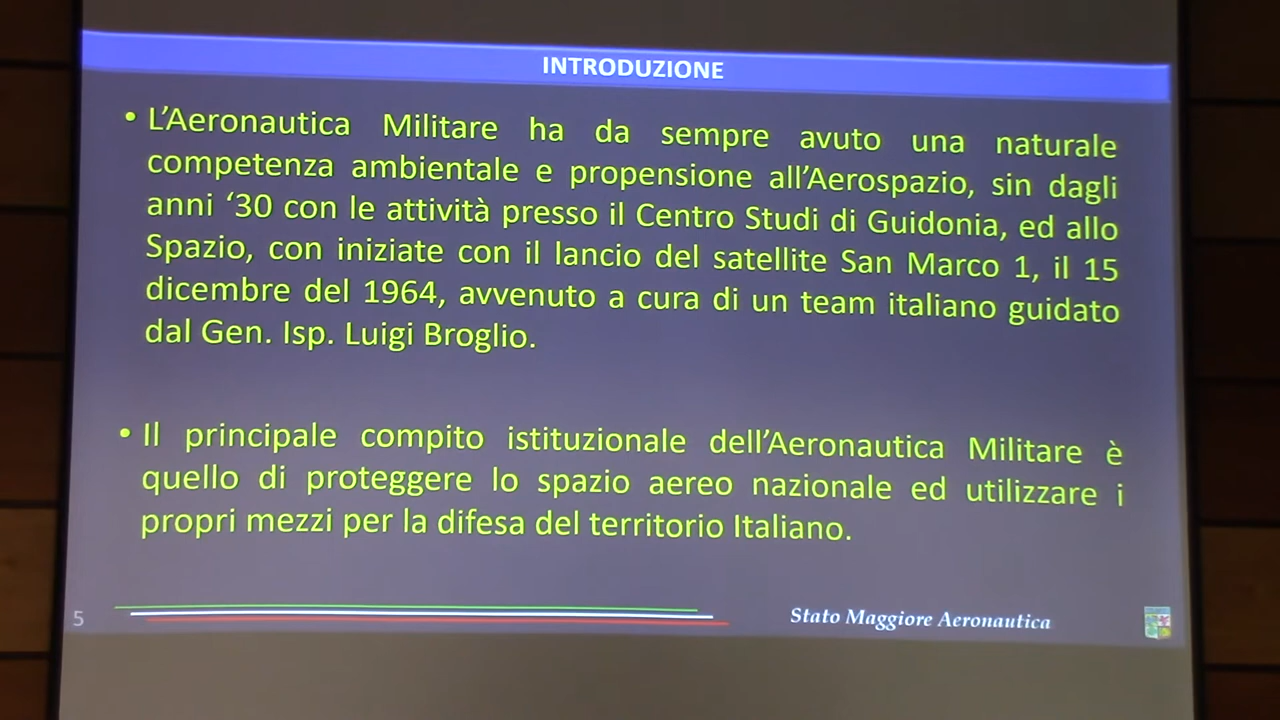 INTRODUZIONE
• L’Aeronautica Militare ha da sempre avuto una naturale
competenza ambientale e propensione all’Aerospazio, sin dagli
anni ‘30 con le attività presso il Centro Studi di Guidonia, ed allo
Spazio, con iniziate con il lancio del satellite San Marco 1, il 15
dicembre del 1964, avvenuto a cura di un team italiano guidato
dal Gen. Isp. Luigi Broglio.
• Il principale compito istituzionale dell’Aeronautica Militare è
quello di proteggere lo spazio aereo nazionale ed utilizzare i
propri mezzi per la difesa del territorio Italiano.
5
Stato Maggiore Aeronautica